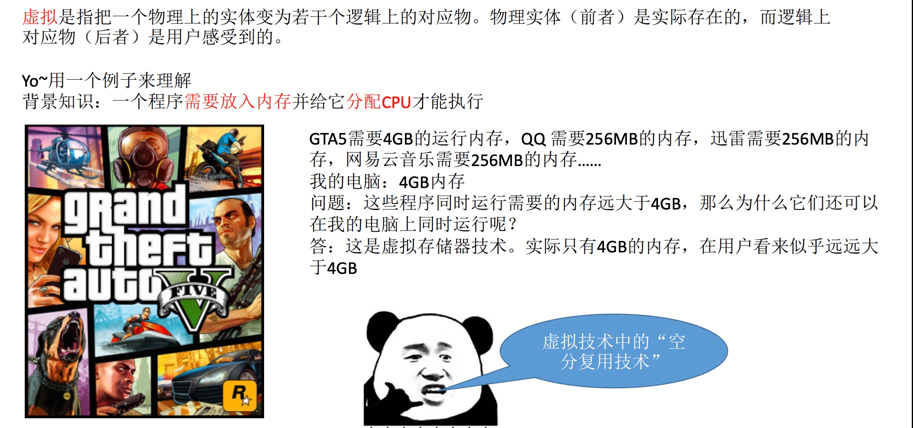 虚拟是指把一个物理上的实体变为若干个逻辑上的对应物。物理实体（前者）是实际存在的，而逻辑上
对应物（后者）是用户感受到的。
Yo~用一个例子来理解
背景知识：一个程序需要放入内存并给它分配CPU才能执行
GTA5需要4GB的运行内存，QQ 需要256MB的内存，迅雷需要256MB的内
存，网易云音乐需要256MB的内存……
我的电脑：4GB内存
问题：这些程序同时运行需要的内存远大于4GB，那么为什么它们还可以
在我的电脑上同时运行呢？
答：这是虚拟存储器技术。实际只有4GB的内存，在用户看来似乎远远大
于4GB
grand
theft
auto
V
FIVE
R
虚拟技术中的“空
分复用技术”